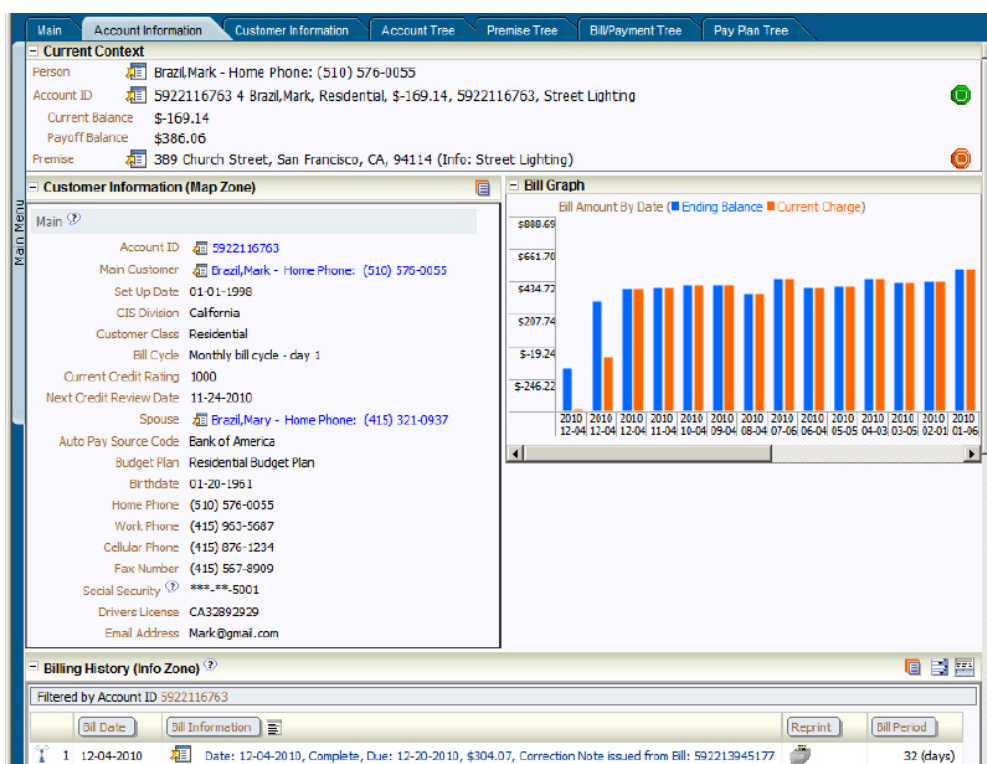 Main Account Information Customer Information Account Tree Premise Tree Bill/Payment Tree Pay Plan Tree
Current Context
Person Brazil,Mark - Home Phone: (510) 576-0055
Account ID 5922116763 4 Brazil,Mark, Residential, $-169.14, 5922116763, Street Lighting
Current Balance $-169.14
Payoff Balance $386.06
Premise 389 Church Street, San Francisco, CA, 94114 (Info: Street Lighting)
Main Menu
Customer Information (Map Zone)
Main ?
Account ID 5922116763
Main Customer Brazil,Mark - Home Phone: (510) 576-0055
Set Up Date 01-01-1998
CIS Division California
Customer Class Residential
Bill Cycle Monthly bill cycle - day 1
Current Credit Rating 1000
Next Credit Review Date 11-24-2010
Spouse Brazil,Mary - Home Phone: (415) 321-0937
Auto Pay Source Code Bank of America
Budget Plan Residential Budget Plan
Birthdate 01-20-1961
Home Phone (510) 576-0055
Work Phone (415) 963-5687
Cellular Phone (415) 876-1234
Fax Number (415) 567-8909
Social Security ? ***-**-5001
Drivers License CA32892929
Email Address Mark@gmail.com
Bill Graph
Bill Amount By Date (Ending Balance Current Charge)
$888.69
$661.70
$434.72
$207.74
$-19.24
$-246.22
2010 2010 2010 2010 2010 2010 2010 2010 2010 2010 2010 2010 2010
12-04 12-04 12-04 11-04 10-04 09-04 08-04 07-06 06-04 05-05 04-03 03-05 02-01 01-06
Billing History (Info Zone) ?
Filtered by Account ID 5922116763
Bill Date Bill Information Reprint Bill Period
1 12-04-2010 Date: 12-04-2010, Complete, Due: 12-20-2010, $304.07, Correction Note issued from Bill: 592213945177 32 (days)